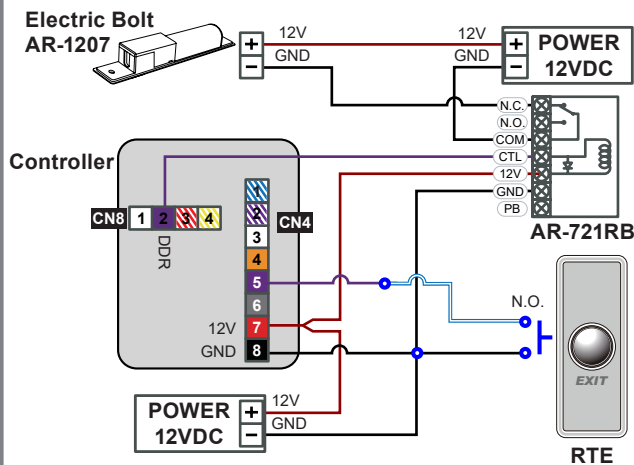 Electric Bolt
AR-1207
+
−
12V
GND
12V
GND
+
−
POWER
12VDC
N.C.
N.O.
COM
CTL
12V
GND
PB
AR-721RB
Controller
CN8
1 2 3 4
DDR
CN4
1
2
3
4
5
6
12V 7
GND 8
N.O.
EXIT
RTE
POWER
12VDC
+
−
12V
GND